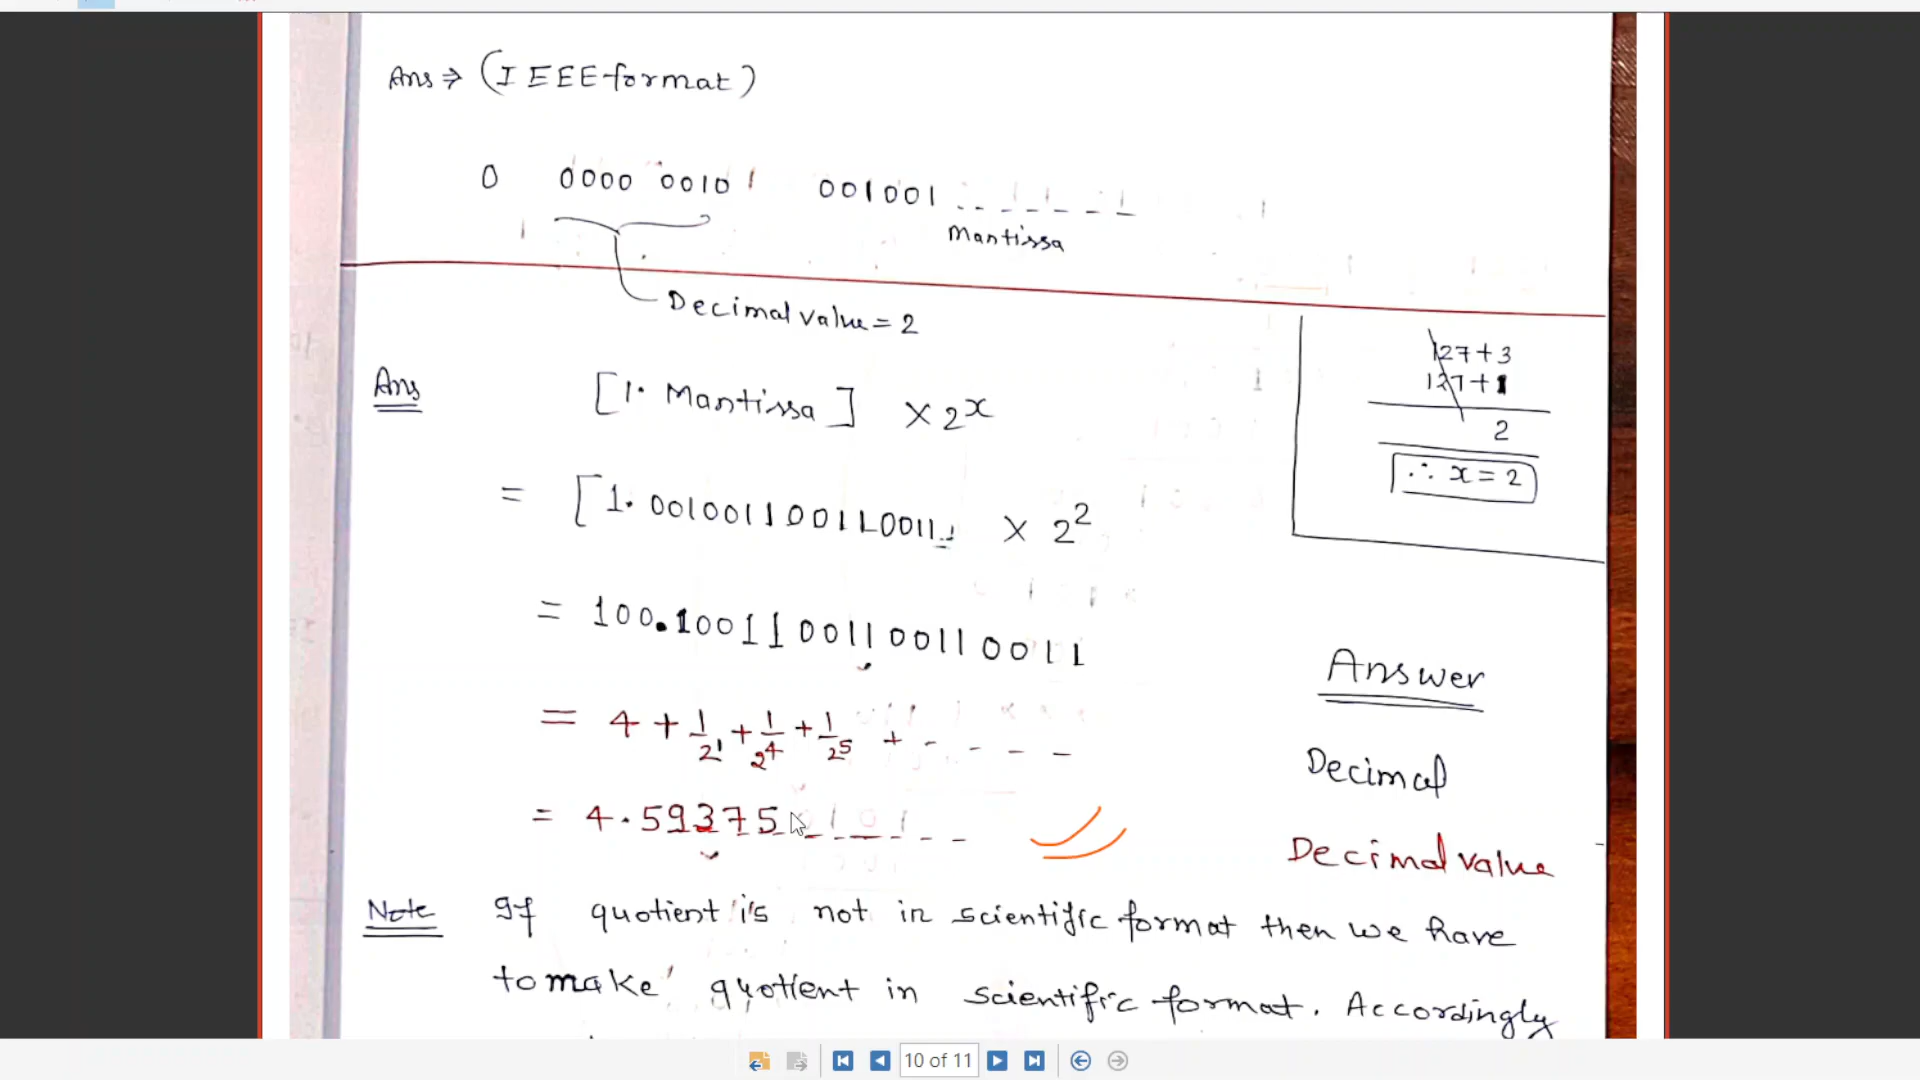 Ans ⇒ (IEEE format)
0 0000 0010 001001 .. _ _ _ _ _
Mantissa
Decimal value = 2
127+3
127+1
2
∴ x = 2
Ans [1. Mantissa] × 2^x
= [1. 001001100110011.. × 2^2
= 100.10011001100110011
= 4 + 1/2^1 + 1/2^4 + 1/2^5 + - - - -
= 4.59375 _ _ _ _ _
Answer
Decimal
Decimal value
Note If quotient is not in scientific format then we have
to make quotient in scientific format. Accordingly
10 of 11